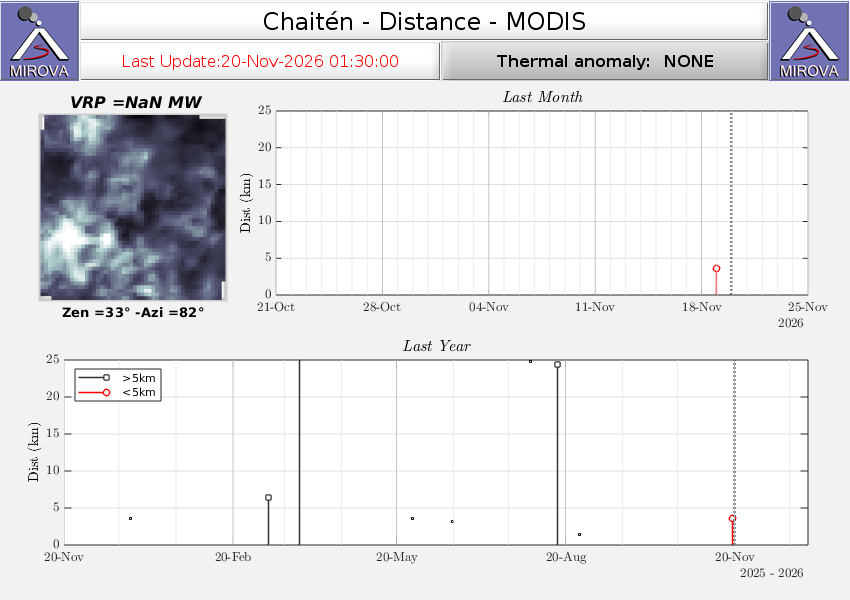 Chaitén - Distance - MODIS
MIROVA
MIROVA
Last Update:20-Nov-2026 01:30:00
Thermal anomaly: NONE
VRP =NaN MW
Zen =33° -Azi =82°
Last Month
Dist (km)
25
20
15
10
5
0
21-Oct
28-Oct
04-Nov
11-Nov
18-Nov
25-Nov
2026
Last Year
Dist (km)
25
20
15
10
5
0
>5km
<5km
20-Nov
20-Feb
20-May
20-Aug
20-Nov
2025 - 2026